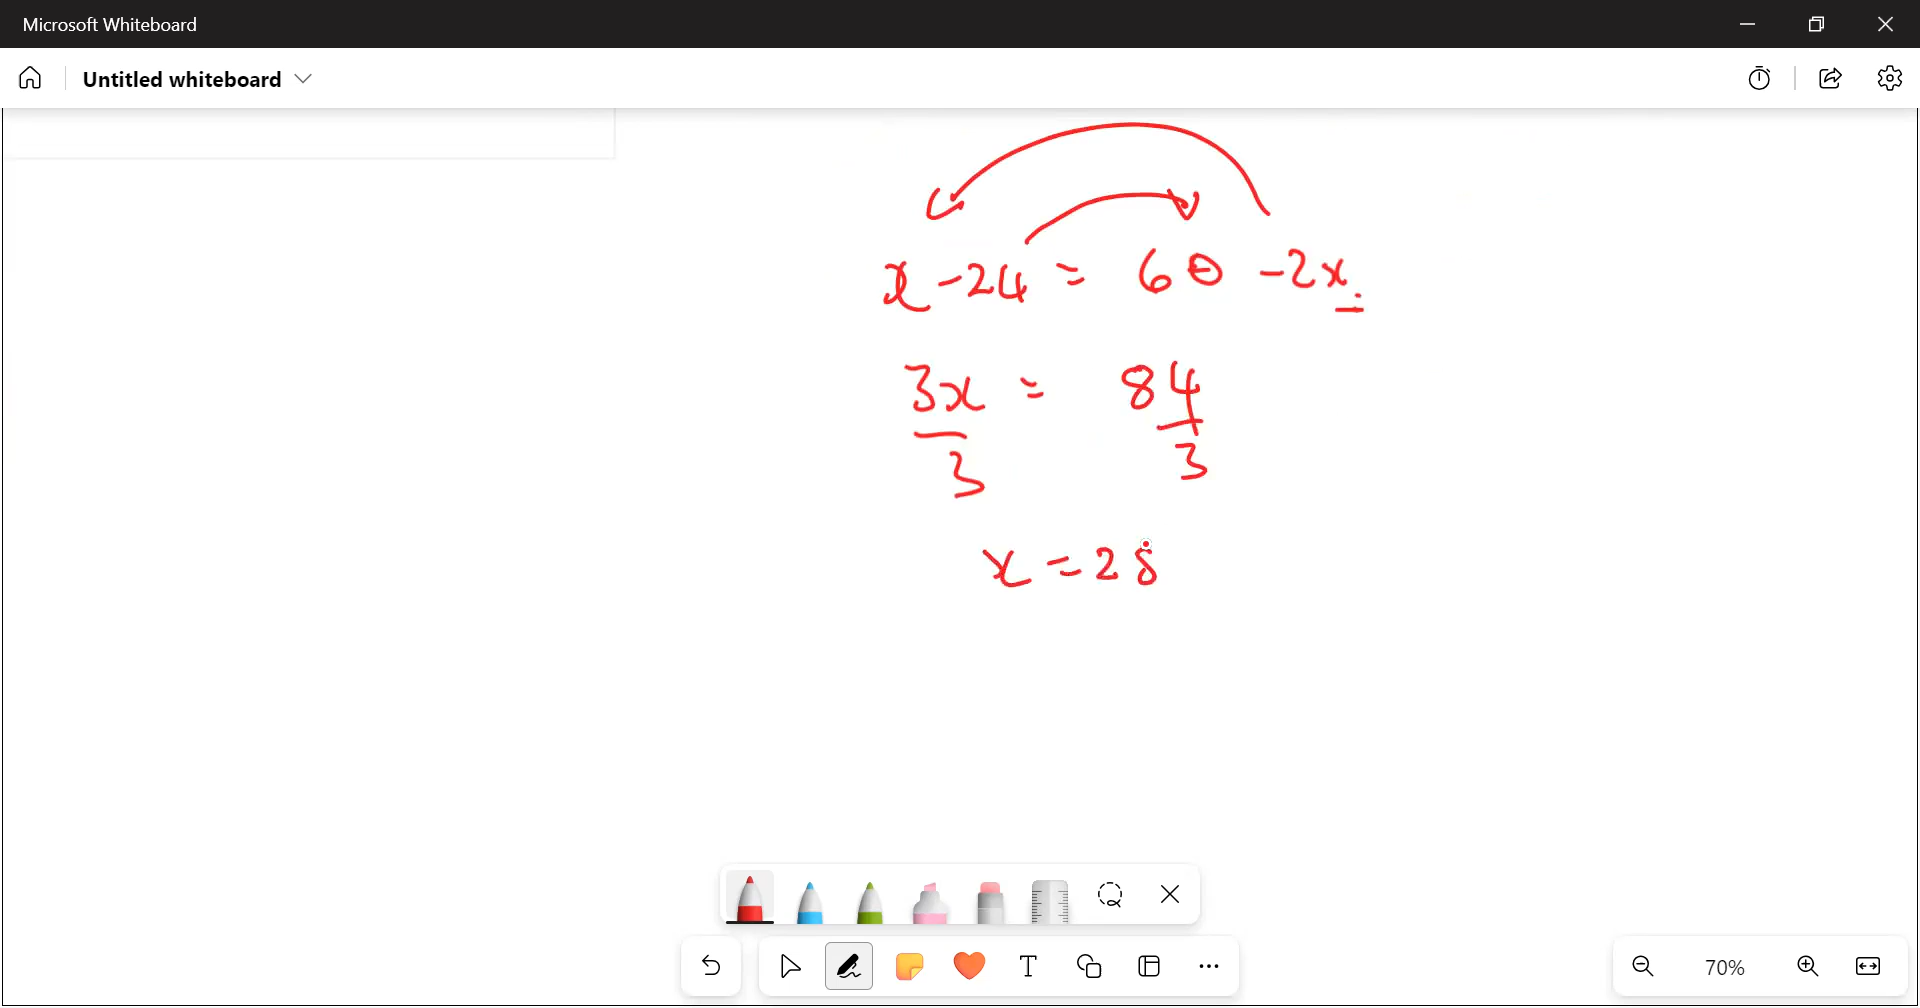 Microsoft Whiteboard
Untitled whiteboard
x - 24 = 60 - 2x
3x = 84
3 3
x = 28
T
70%